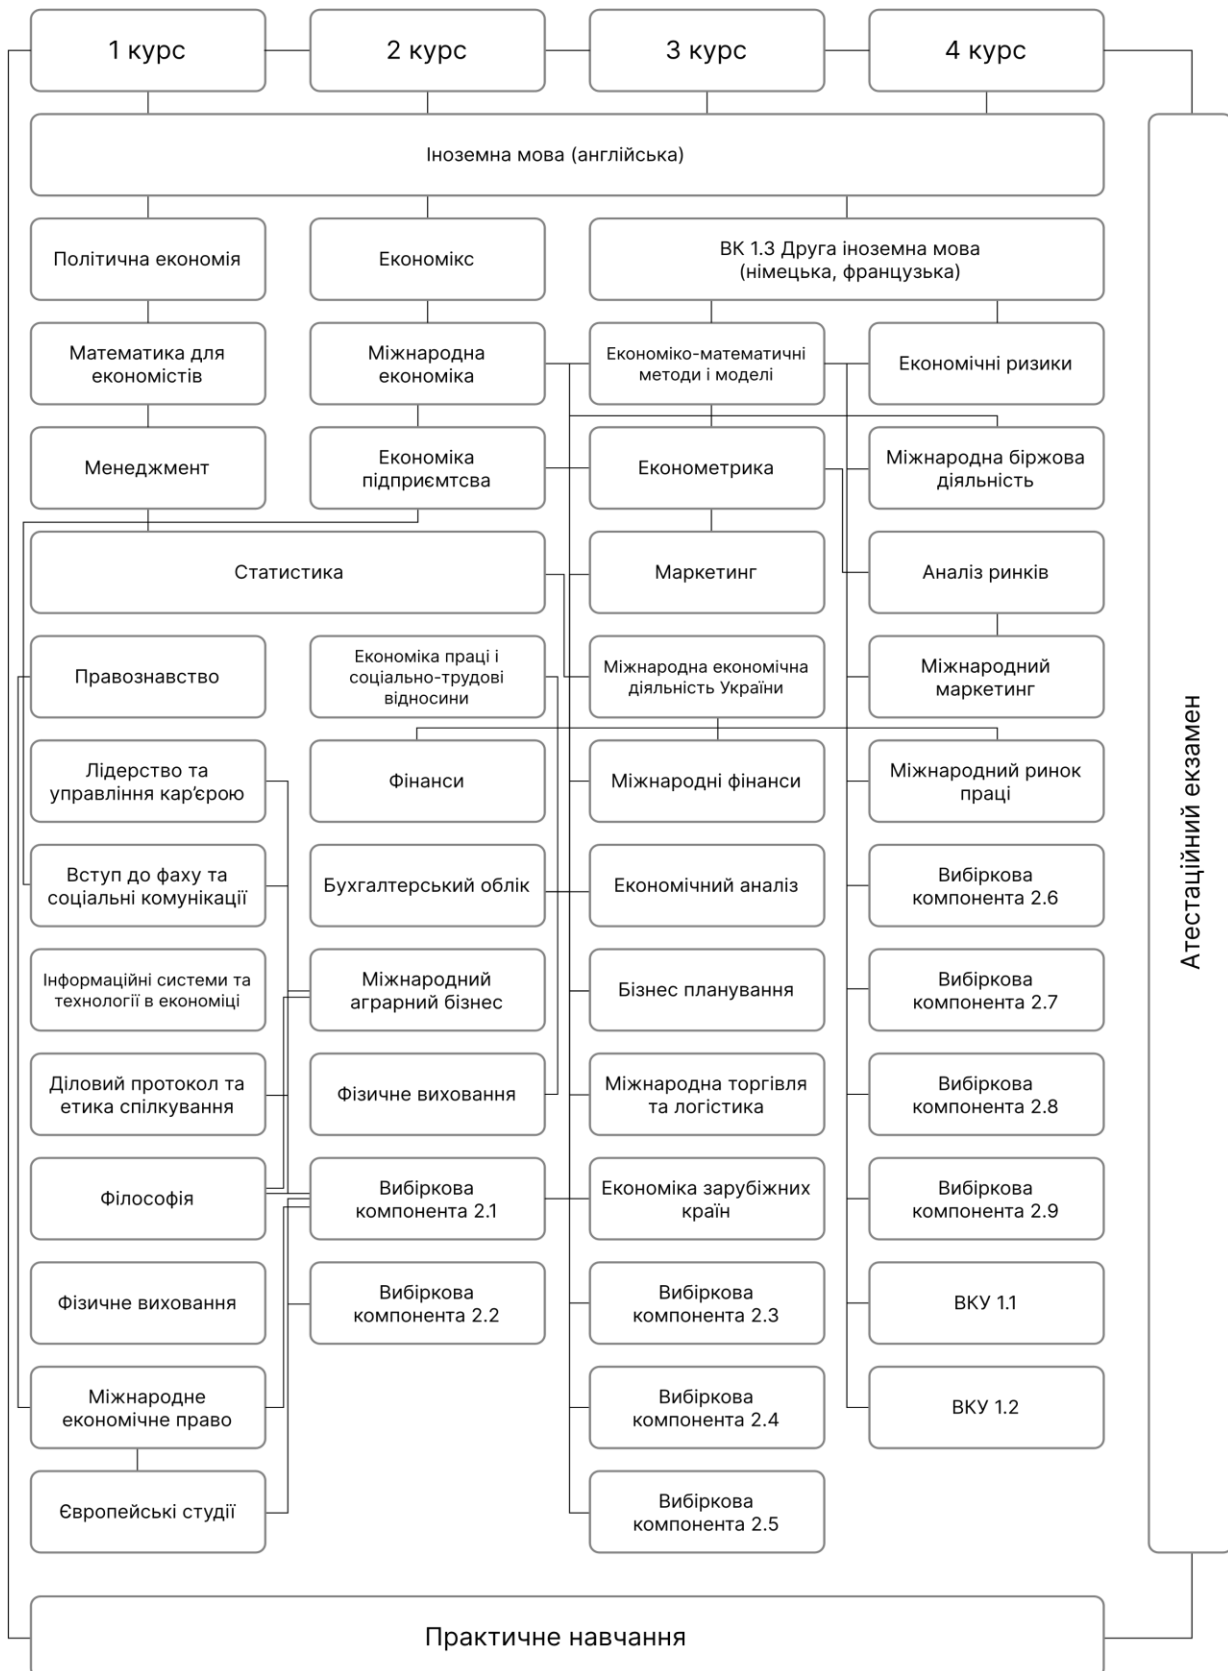 1 курс
2 курс
3 курс
4 курс
Іноземна мова (англійська)
Політична економія
Економікс
ВК 1.3 Друга іноземна мова
(німецька, французька)
Математика для
економістів
Міжнародна
економіка
Економіко-математичні
методи і моделі
Економічні ризики
Менеджмент
Економіка
підприємтсва
Економетрика
Міжнародна біржова
діяльність
Статистика
Маркетинг
Аналіз ринків
Правознавство
Економіка праці і
соціально-трудові
відносини
Міжнародна економічна
діяльність України
Міжнародний
маркетинг
Лідерство та
управління кар’єрою
Фінанси
Міжнародні фінанси
Міжнародний ринок
праці
Вступ до фаху та
соціальні комунікації
Бухгалтерський облік
Економічний аналіз
Вибіркова
компонента 2.6
Інформаційні системи та
технології в економіці
Міжнародний
аграрний бізнес
Бізнес планування
Вибіркова
компонента 2.7
Діловий протокол та
етика спілкування
Фізичне виховання
Міжнародна торгівля
та логістика
Вибіркова
компонента 2.8
Філософія
Вибіркова
компонента 2.1
Економіка зарубіжних
країн
Вибіркова
компонента 2.9
Фізичне виховання
Вибіркова
компонента 2.2
Вибіркова
компонента 2.3
ВКУ 1.1
Міжнародне
економічне право
Вибіркова
компонента 2.4
ВКУ 1.2
Європейські студії
Вибіркова
компонента 2.5
Атестаційний екзамен
Практичне навчання